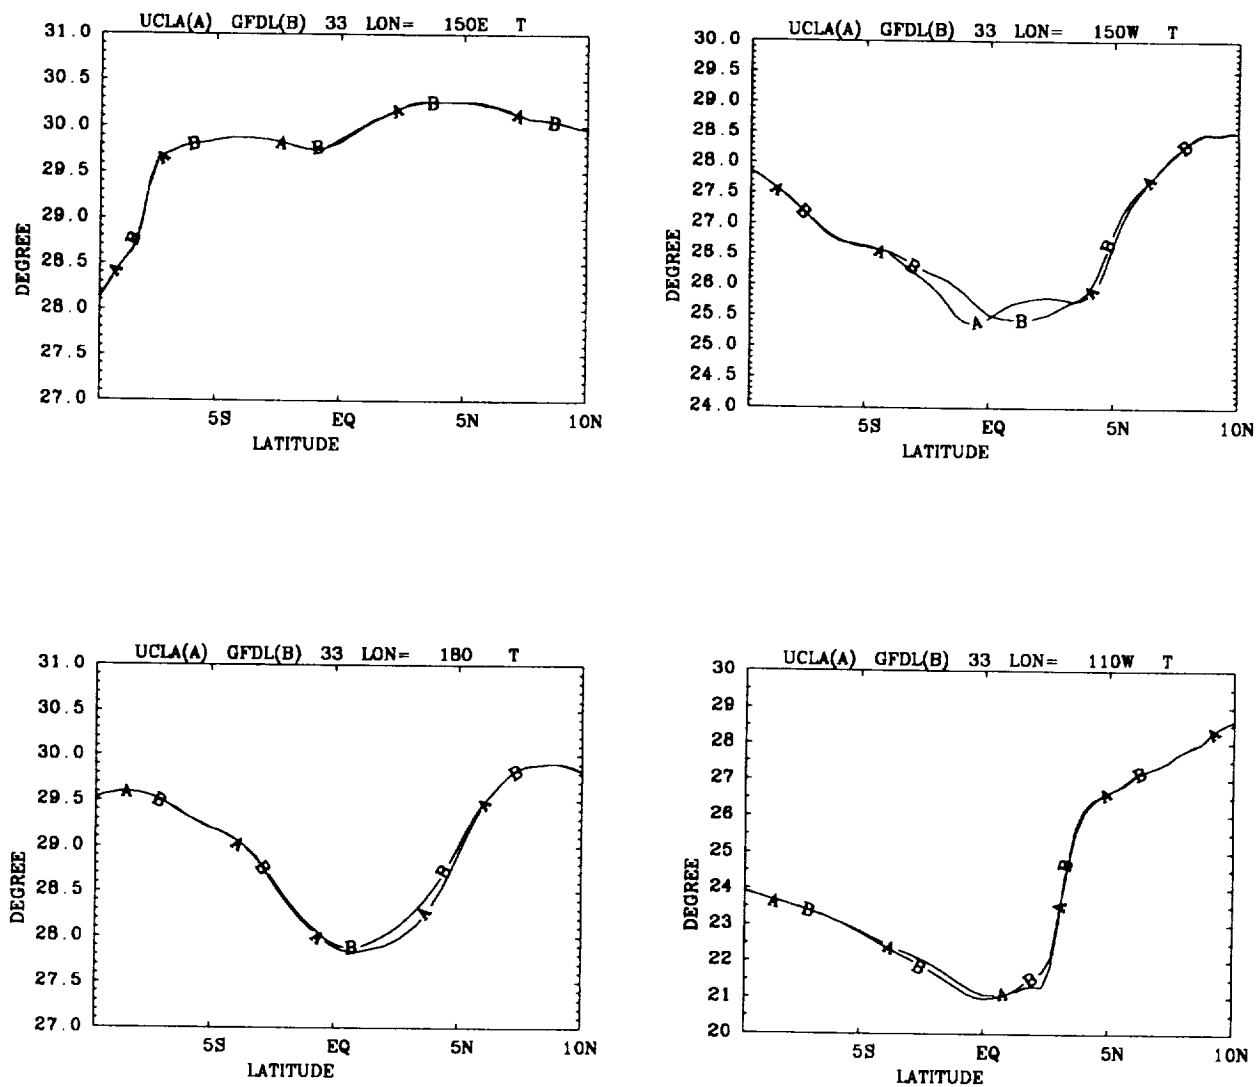 UCLA(A) GFDL(B) 33 LON= 150E T
31.0
30.5
30.0
29.5
29.0
28.5
28.0
27.5
27.0
DEGREE
A B A B A B A B A B
5S EQ 5N 10N
LATITUDE
UCLA(A) GFDL(B) 33 LON= 150W T
30.0
29.5
29.0
28.5
28.0
27.5
27.0
26.5
26.0
25.5
25.0
24.5
24.0
DEGREE
A B A B A B A B A B
5S EQ 5N 10N
LATITUDE
UCLA(A) GFDL(B) 33 LON= 180 T
31.0
30.5
30.0
29.5
29.0
28.5
28.0
27.5
27.0
DEGREE
A B A B A B A B A B
5S EQ 5N 10N
LATITUDE
UCLA(A) GFDL(B) 33 LON= 110W T
30
29
28
27
26
25
24
23
22
21
20
DEGREE
A B A B A B A B A B A
5S EQ 5N 10N
LATITUDE